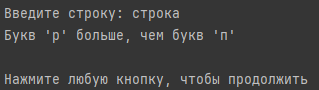 Введите строку: строка
Букв 'р' больше, чем букв 'п'
Нажмите любую кнопку, чтобы продолжить